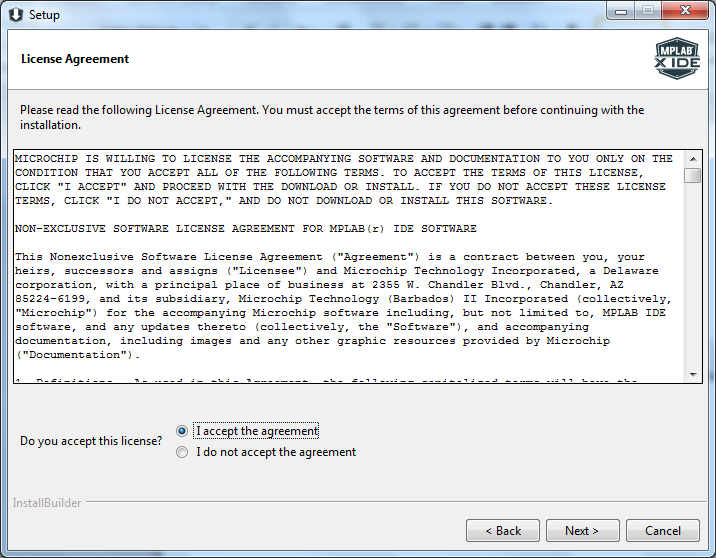 Setup
License Agreement
MPLAB®
X IDE
Please read the following License Agreement. You must accept the terms of this agreement before continuing with the
installation.
MICROCHIP IS WILLING TO LICENSE THE ACCOMPANYING SOFTWARE AND DOCUMENTATION TO YOU ONLY ON THE
CONDITION THAT YOU ACCEPT ALL OF THE FOLLOWING TERMS. TO ACCEPT THE TERMS OF THIS LICENSE,
CLICK "I ACCEPT" AND PROCEED WITH THE DOWNLOAD OR INSTALL. IF YOU DO NOT ACCEPT THESE LICENSE
TERMS, CLICK "I DO NOT ACCEPT," AND DO NOT DOWNLOAD OR INSTALL THIS SOFTWARE.
NON-EXCLUSIVE SOFTWARE LICENSE AGREEMENT FOR MPLAB(r) IDE SOFTWARE
This Nonexclusive Software License Agreement ("Agreement") is a contract between you, your
heirs, successors and assigns ("Licensee") and Microchip Technology Incorporated, a Delaware
corporation, with a principal place of business at 2355 W. Chandler Blvd., Chandler, AZ
85224-6199, and its subsidiary, Microchip Technology (Barbados) II Incorporated (collectively,
"Microchip") for the accompanying Microchip software including, but not limited to, MPLAB IDE
software, and any updates thereto (collectively, the "Software"), and accompanying
documentation, including images and any other graphic resources provided by Microchip
("Documentation").
1. Definitions. As used in this Agreement, the following capitalized terms will have the
Do you accept this license?
I accept the agreement
I do not accept the agreement
InstallBuilder
< Back
Next >
Cancel